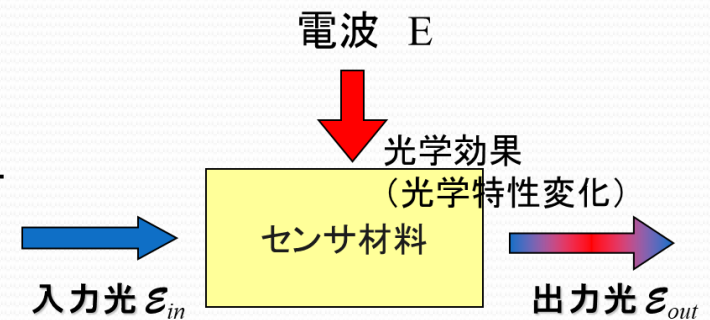 電波 E
光学効果
（光学特性変化）
センサ材料
入力光 ℰin
出力光 ℰout